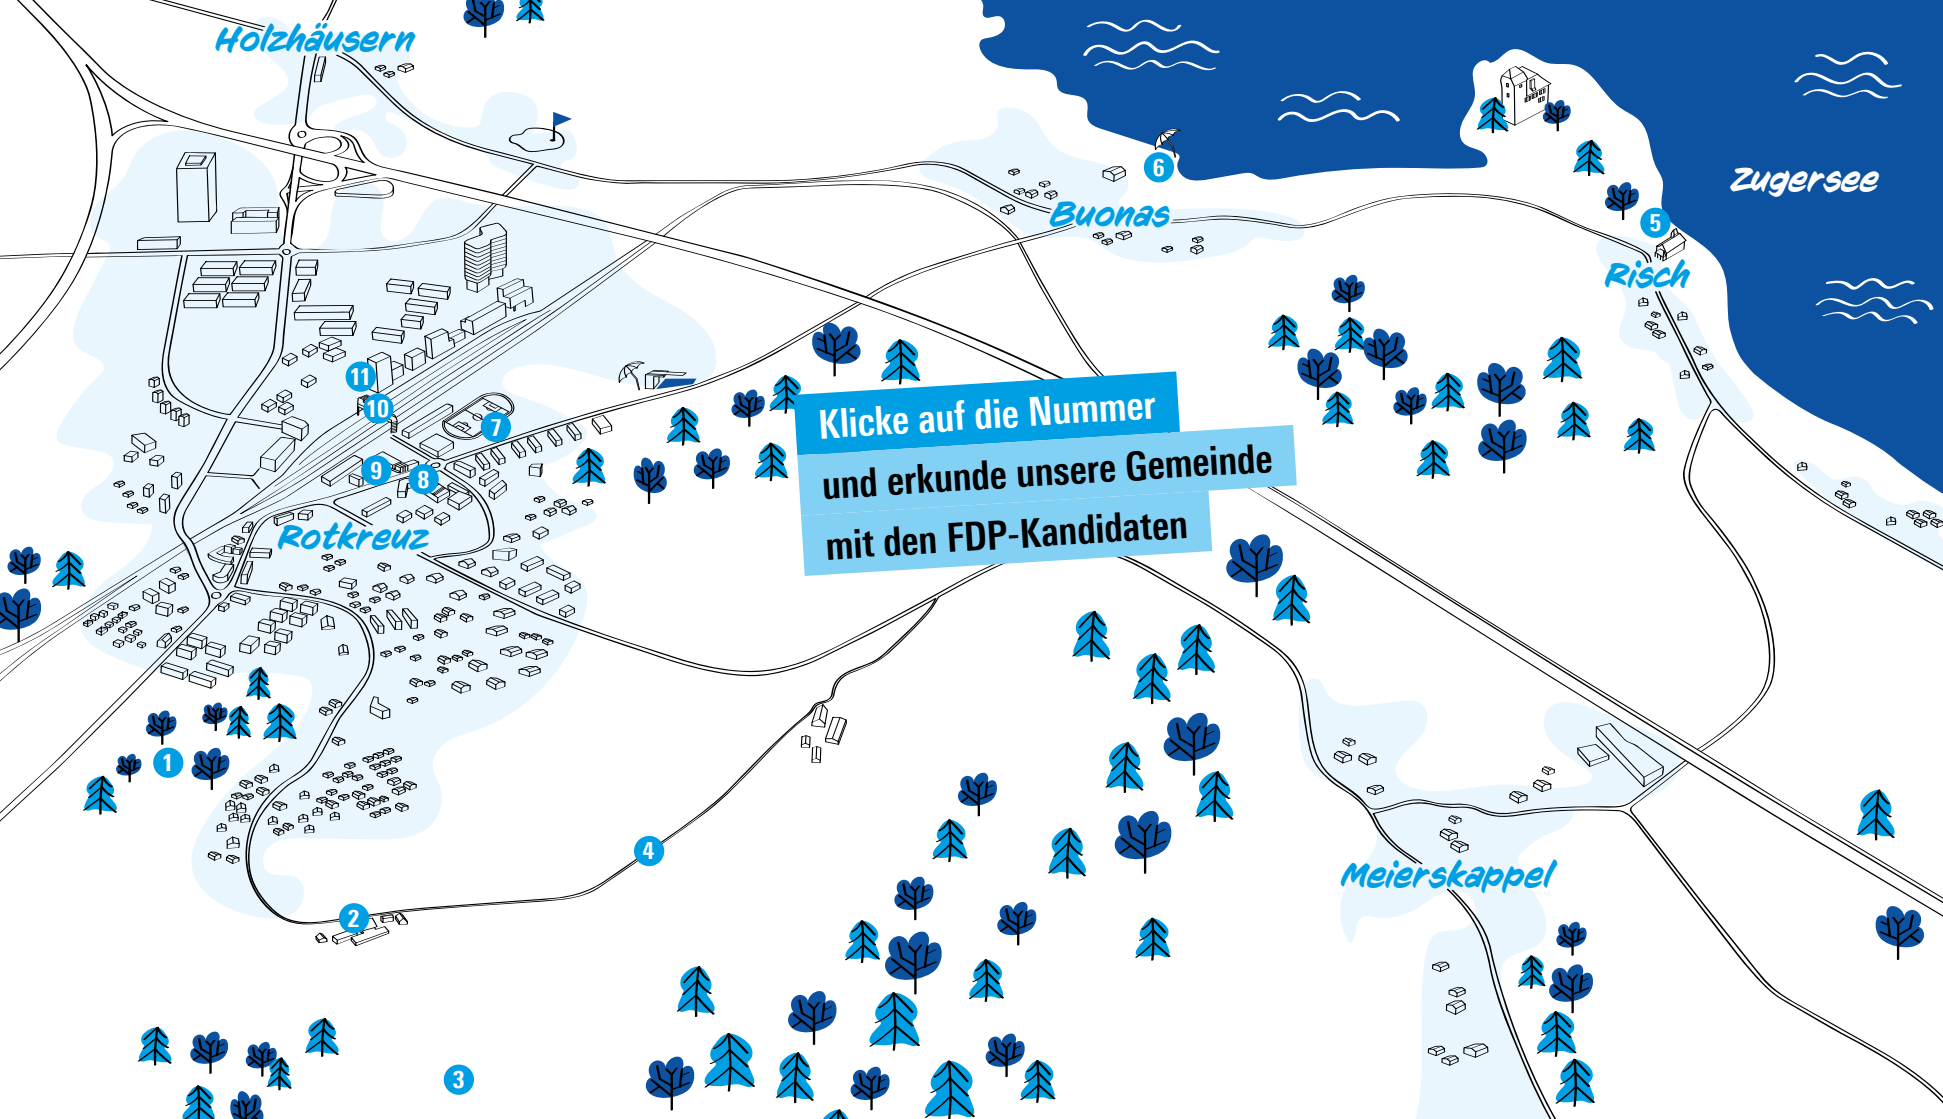 Holzhäusern
6
Zugersee
Buonas
5
Risch
11
10
7
Klicke auf die Nummer
und erkunde unsere Gemeinde
mit den FDP-Kandidaten
9
8
Rotkreuz
1
4
Meierskappel
2
3